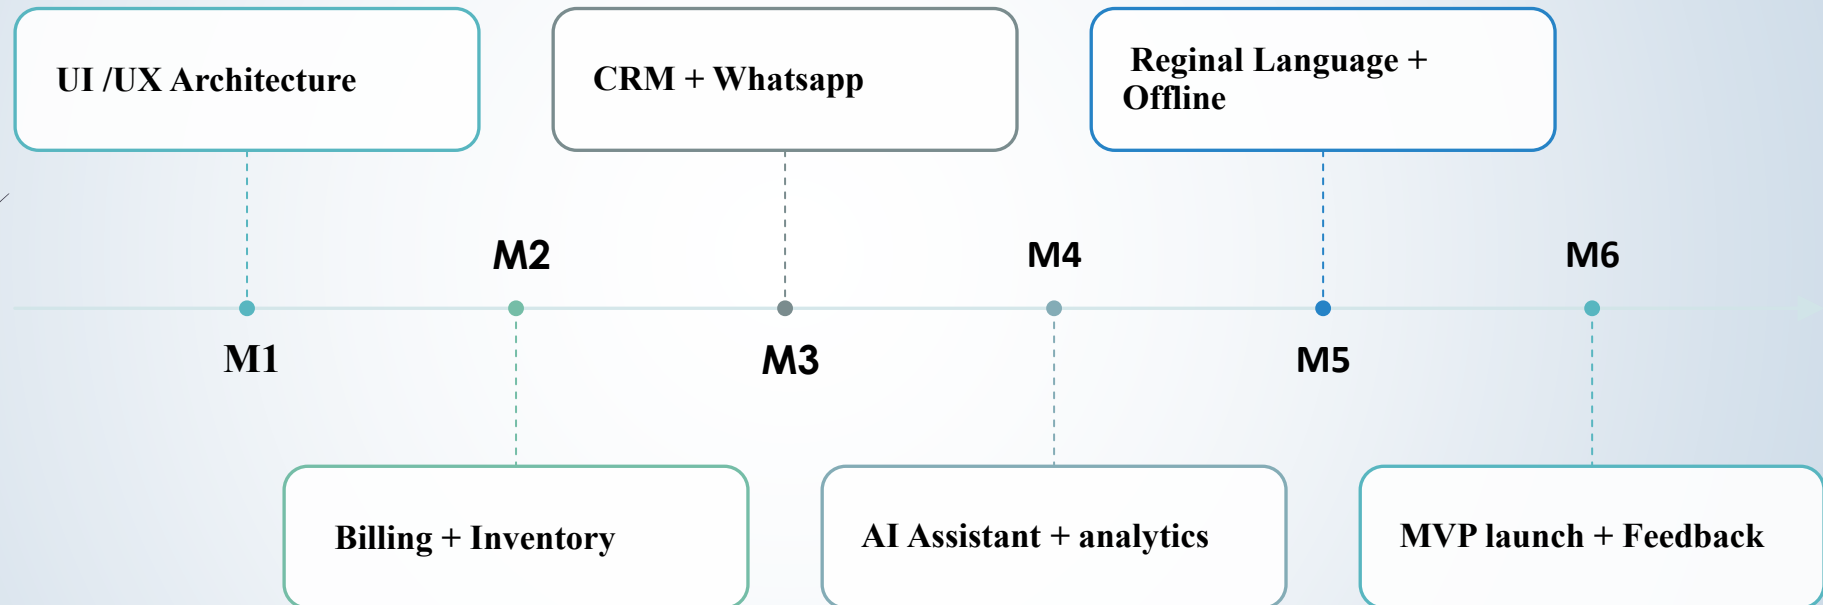 UI /UX Architecture
CRM + Whatsapp
Reginal Language +
Offline
M2
M4
M6
M1
M3
M5
Billing + Inventory
AI Assistant + analytics
MVP launch + Feedback